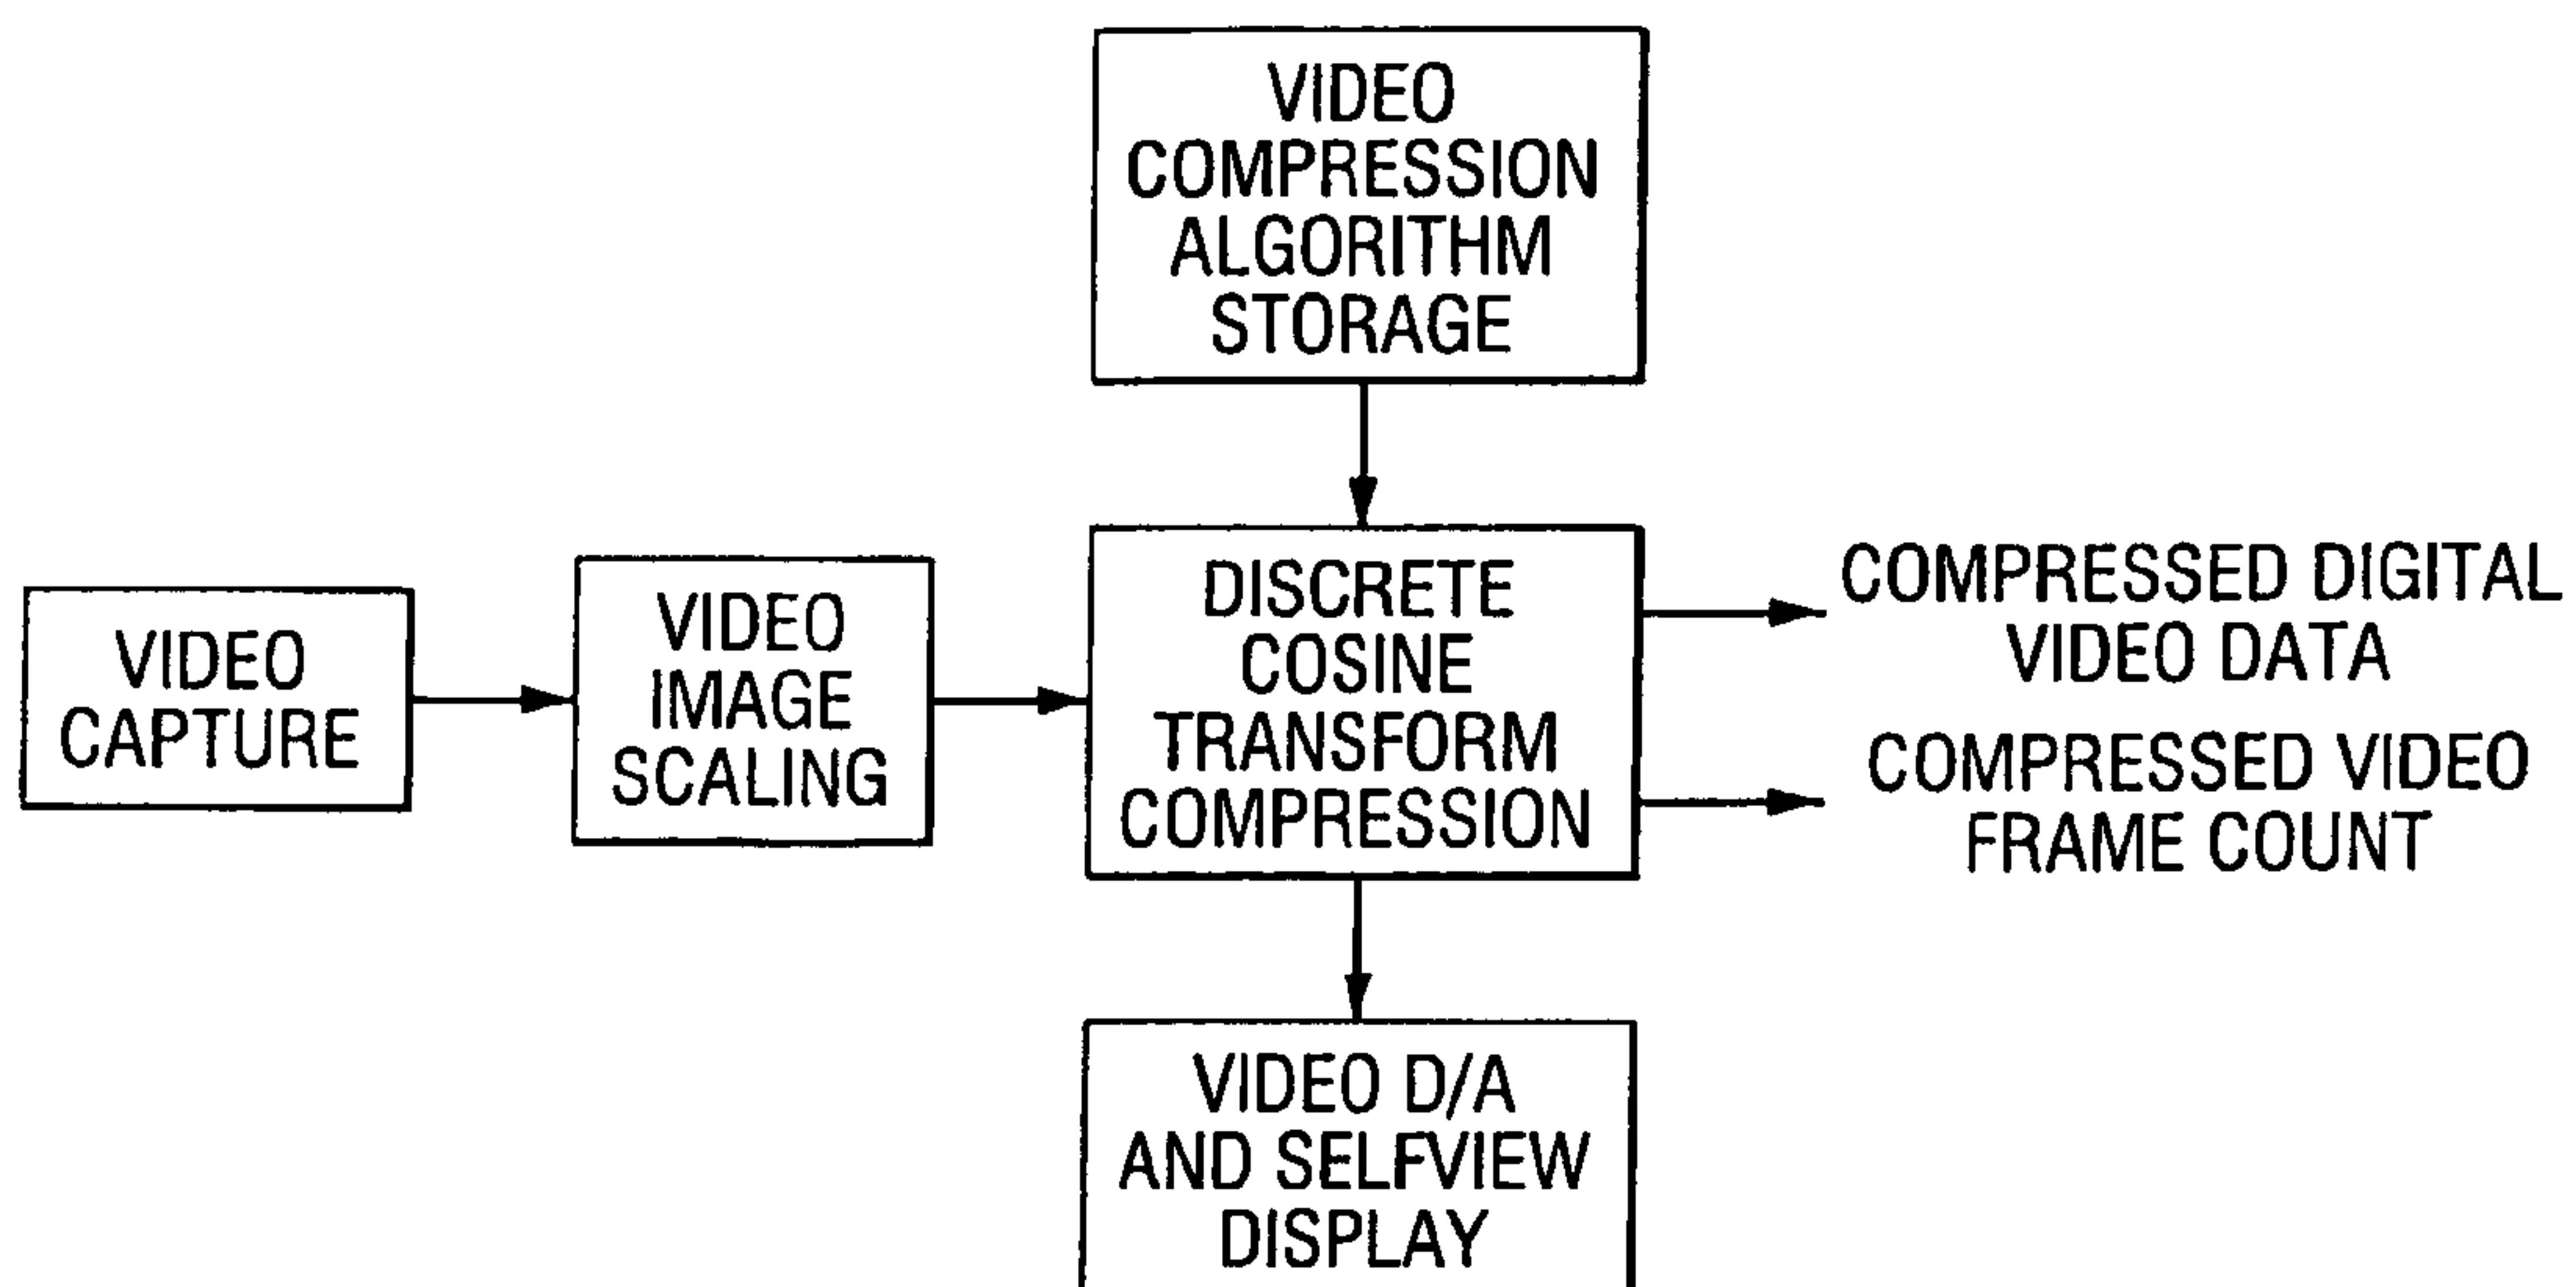 VIDEO
COMPRESSION
ALGORITHM
STORAGE
VIDEO
CAPTURE
VIDEO
IMAGE
SCALING
DISCRETE
COSINE
TRANSFORM
COMPRESSION
COMPRESSED DIGITAL
VIDEO DATA
COMPRESSED VIDEO
FRAME COUNT
VIDEO D/A
AND SELFVIEW
DISPLAY